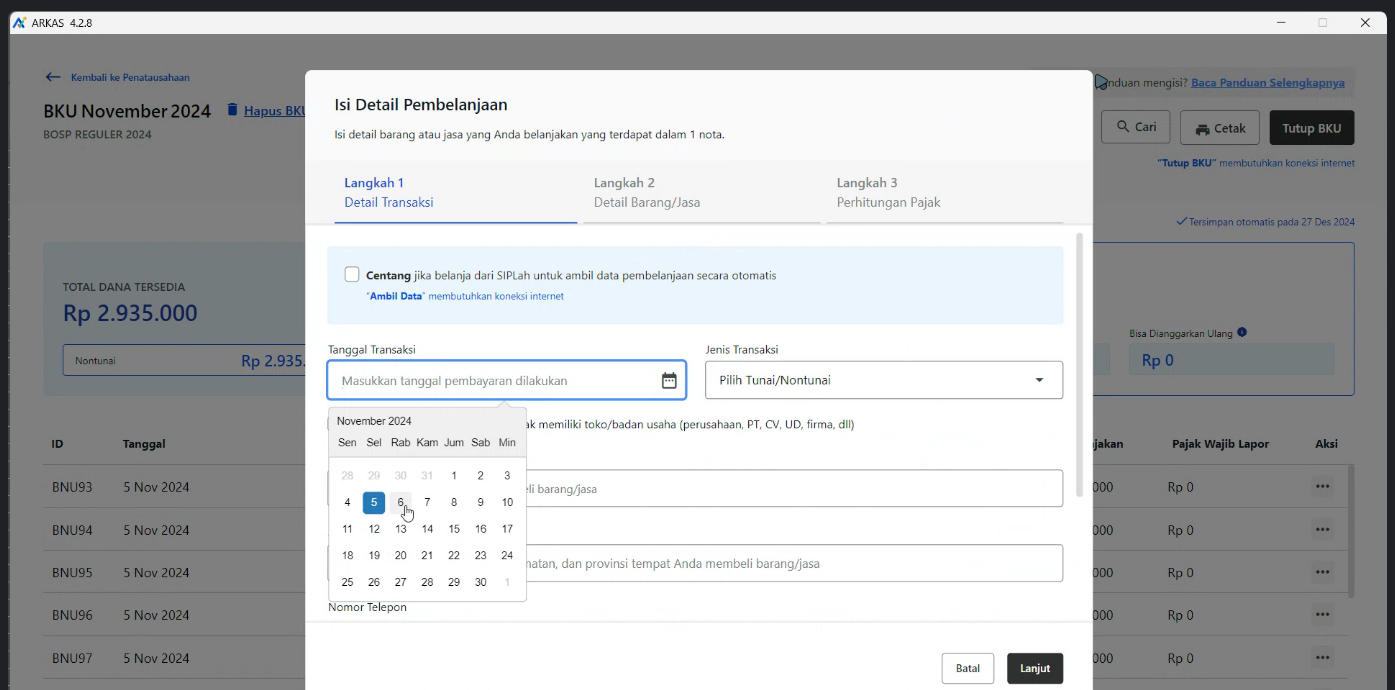 ARKAS 4.2.8
Kembali ke Penatausahaan
BKU November 2024
Hapus BKU
BOSP REGULER 2024
nduan mengisi? Baca Panduan Selengkapnya
Cari
Cetak
Tutup BKU
"Tutup BKU" membutuhkan koneksi internet
Tersimpan otomatis pada 27 Des 2024
TOTAL DANA TERSEDIA
Rp 2.935.000
Nontunai
Rp 2.935.
Bisa Dianggarkan Ulang
Rp 0
Isi Detail Pembelanjaan
Isi detail barang atau jasa yang Anda belanjakan yang terdapat dalam 1 nota.
Langkah 1
Detail Transaksi
Langkah 2
Detail Barang/Jasa
Langkah 3
Perhitungan Pajak
Centang jika belanja dari SIPLah untuk ambil data pembelanjaan secara otomatis
"Ambil Data" membutuhkan koneksi internet
Tanggal Transaksi
Jenis Transaksi
Masukkan tanggal pembayaran dilakukan
Pilih Tunai/Nontunai
ak memiliki toko/badan usaha (perusahaan, PT, CV, UD, firma, dll)
November 2024
Sen Sel Rab Kam Jum Sab Min
28 29 30 31 1 2 3
4 5 6 7 8 9 10
11 12 13 14 15 16 17
18 19 20 21 22 23 24
25 26 27 28 29 30 1
eli barang/jasa
natan, dan provinsi tempat Anda membeli barang/jasa
Nomor Telepon
Batal
Lanjut
ID Tanggal jakan Pajak Wajib Lapor Aksi
BNU93 5 Nov 2024 000 Rp 0
BNU94 5 Nov 2024 000 Rp 0
BNU95 5 Nov 2024 000 Rp 0
BNU96 5 Nov 2024 000 Rp 0
BNU97 5 Nov 2024 000 Rp 0